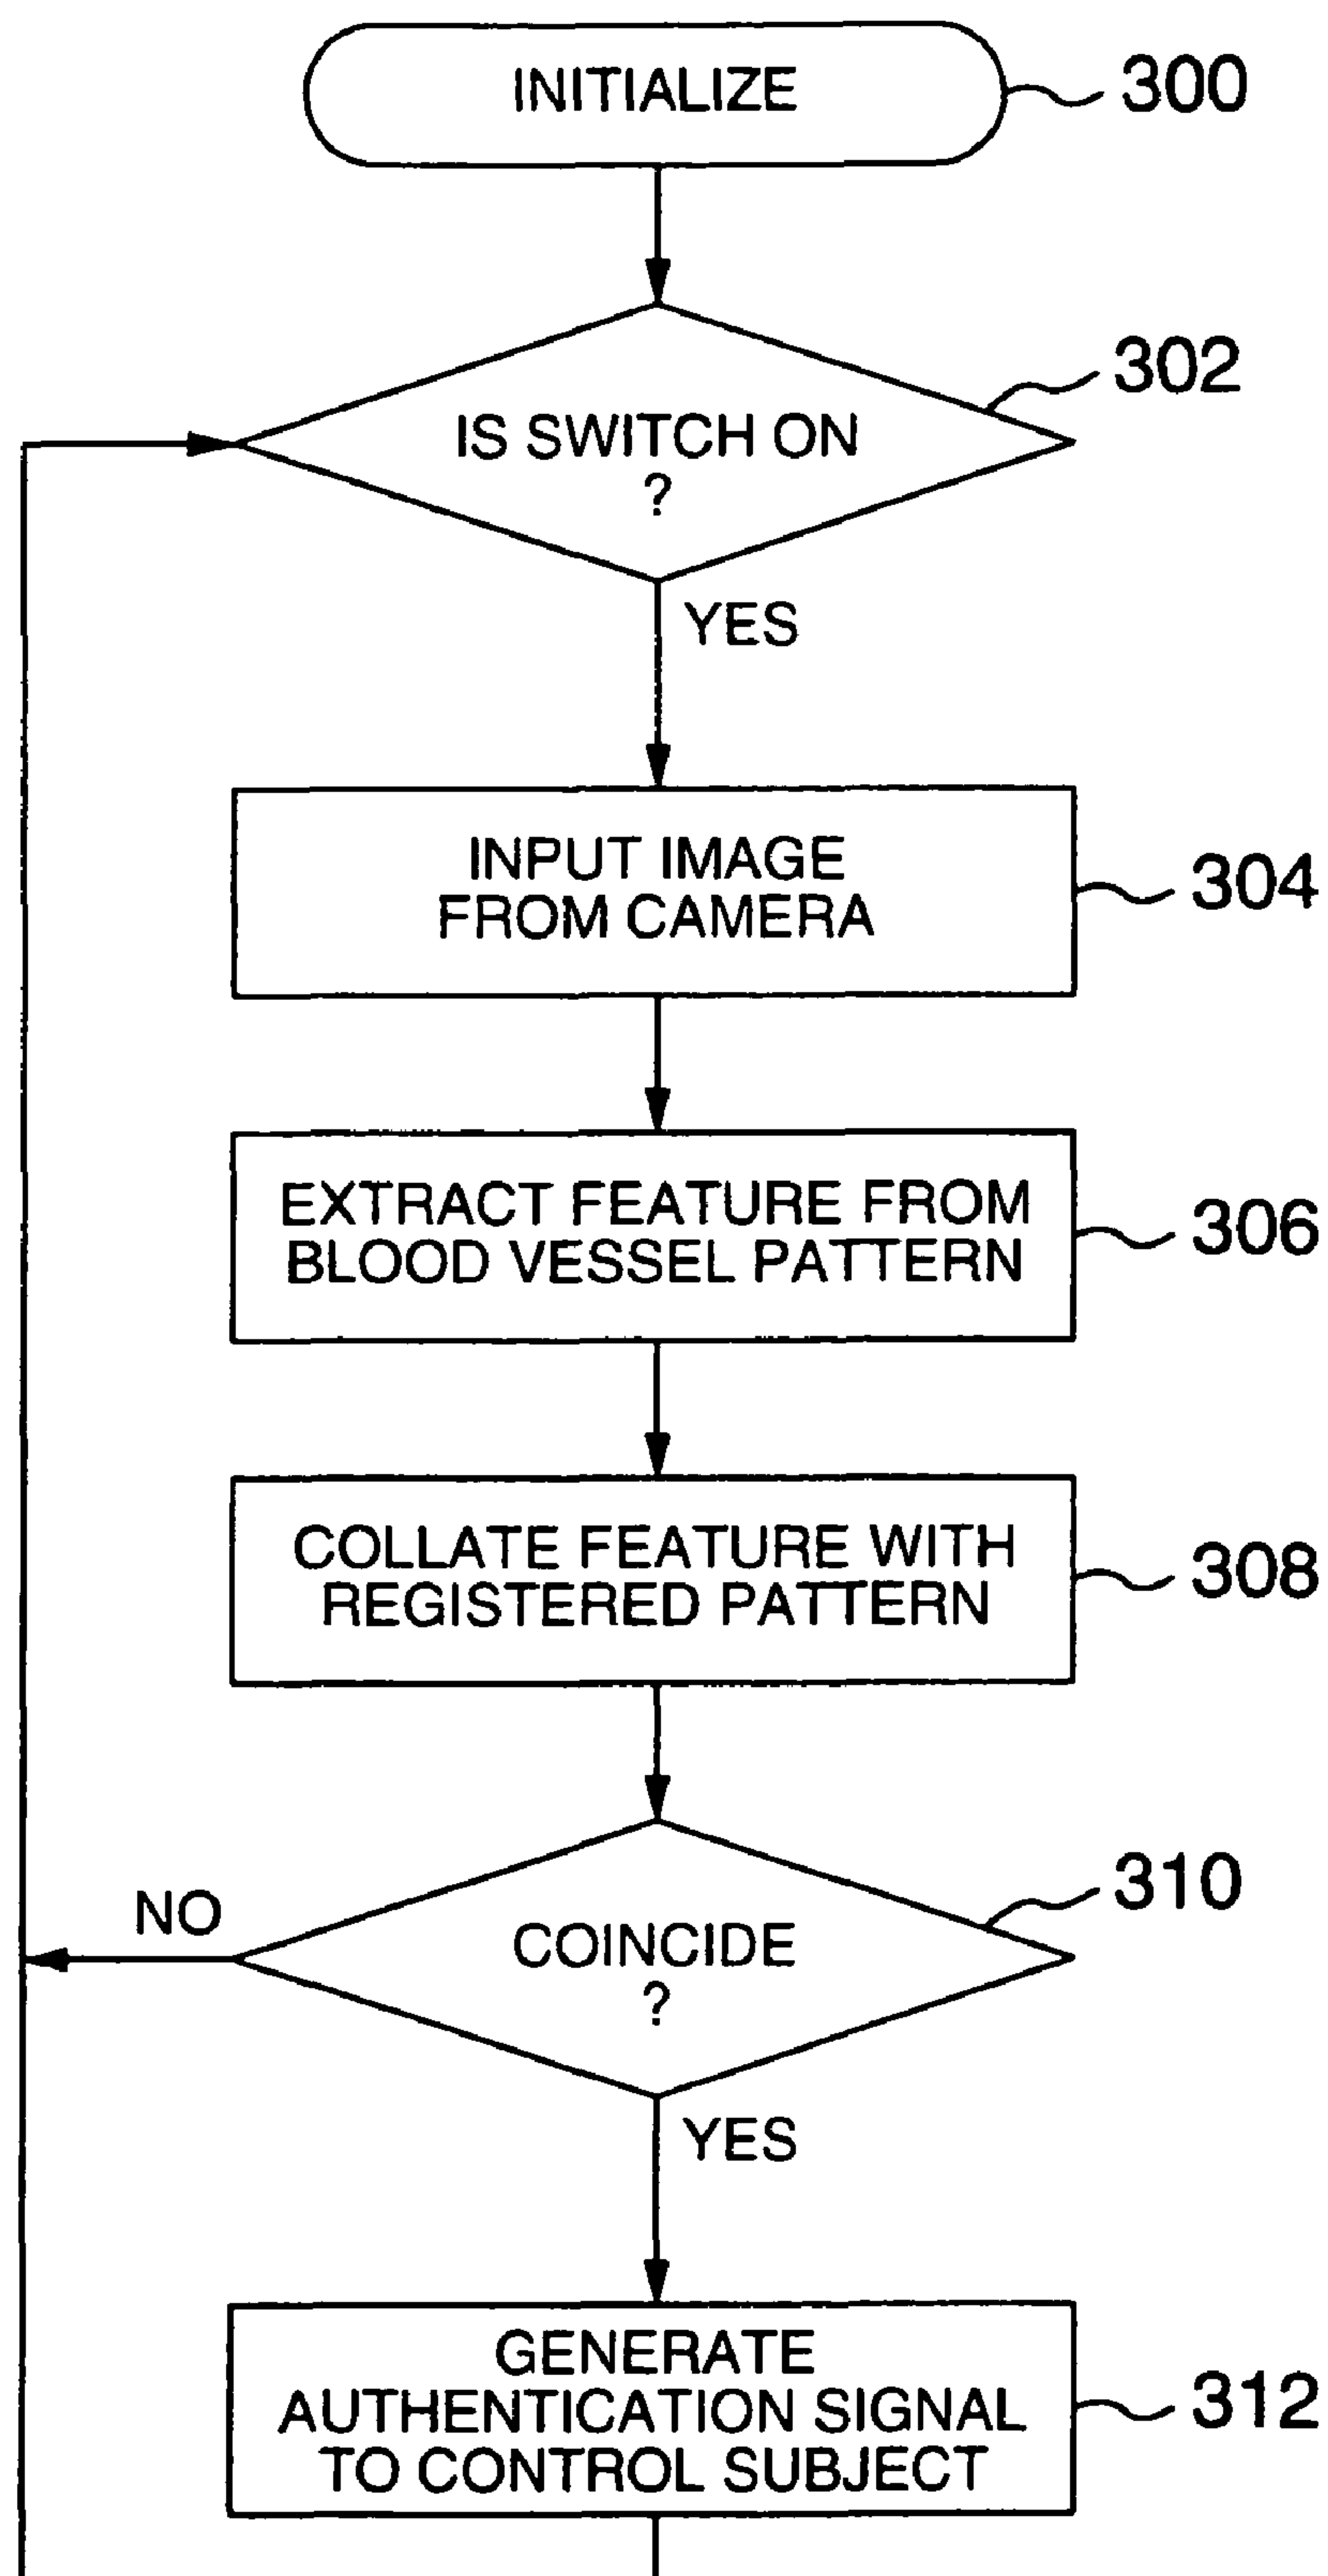 INITIALIZE
300
302
IS SWITCH ON
?
YES
INPUT IMAGE
FROM CAMERA
304
EXTRACT FEATURE FROM
BLOOD VESSEL PATTERN
306
COLLATE FEATURE WITH
REGISTERED PATTERN
308
310
NO
COINCIDE
?
YES
GENERATE
AUTHENTICATION SIGNAL
TO CONTROL SUBJECT
312